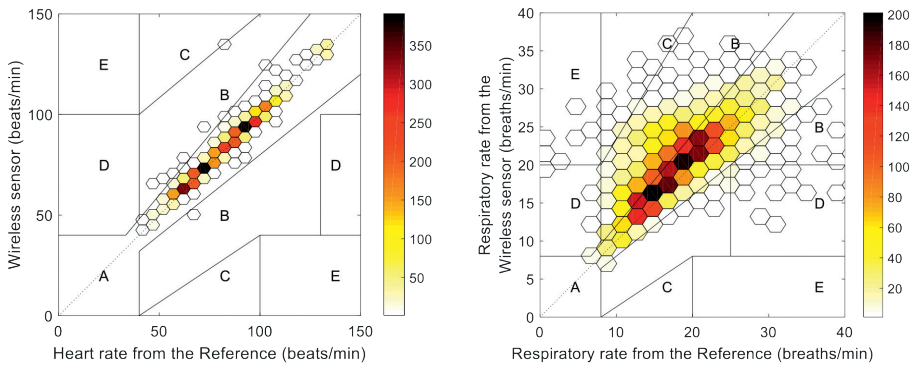 150
100
50
0
Wireless sensor (beats/min)
E
C
B
D
D
B
A
C
E
0
50
100
150
Heart rate from the Reference (beats/min)
350
300
250
200
150
100
50
40
35
30
25
20
15
10
5
0
Respiratory rate from the
Wireless sensor (breaths/min)
C
B
E
B
D
D
A
C
E
0
10
20
30
40
Respiratory rate from the Reference (breaths/min)
200
180
160
140
120
100
80
60
40
20